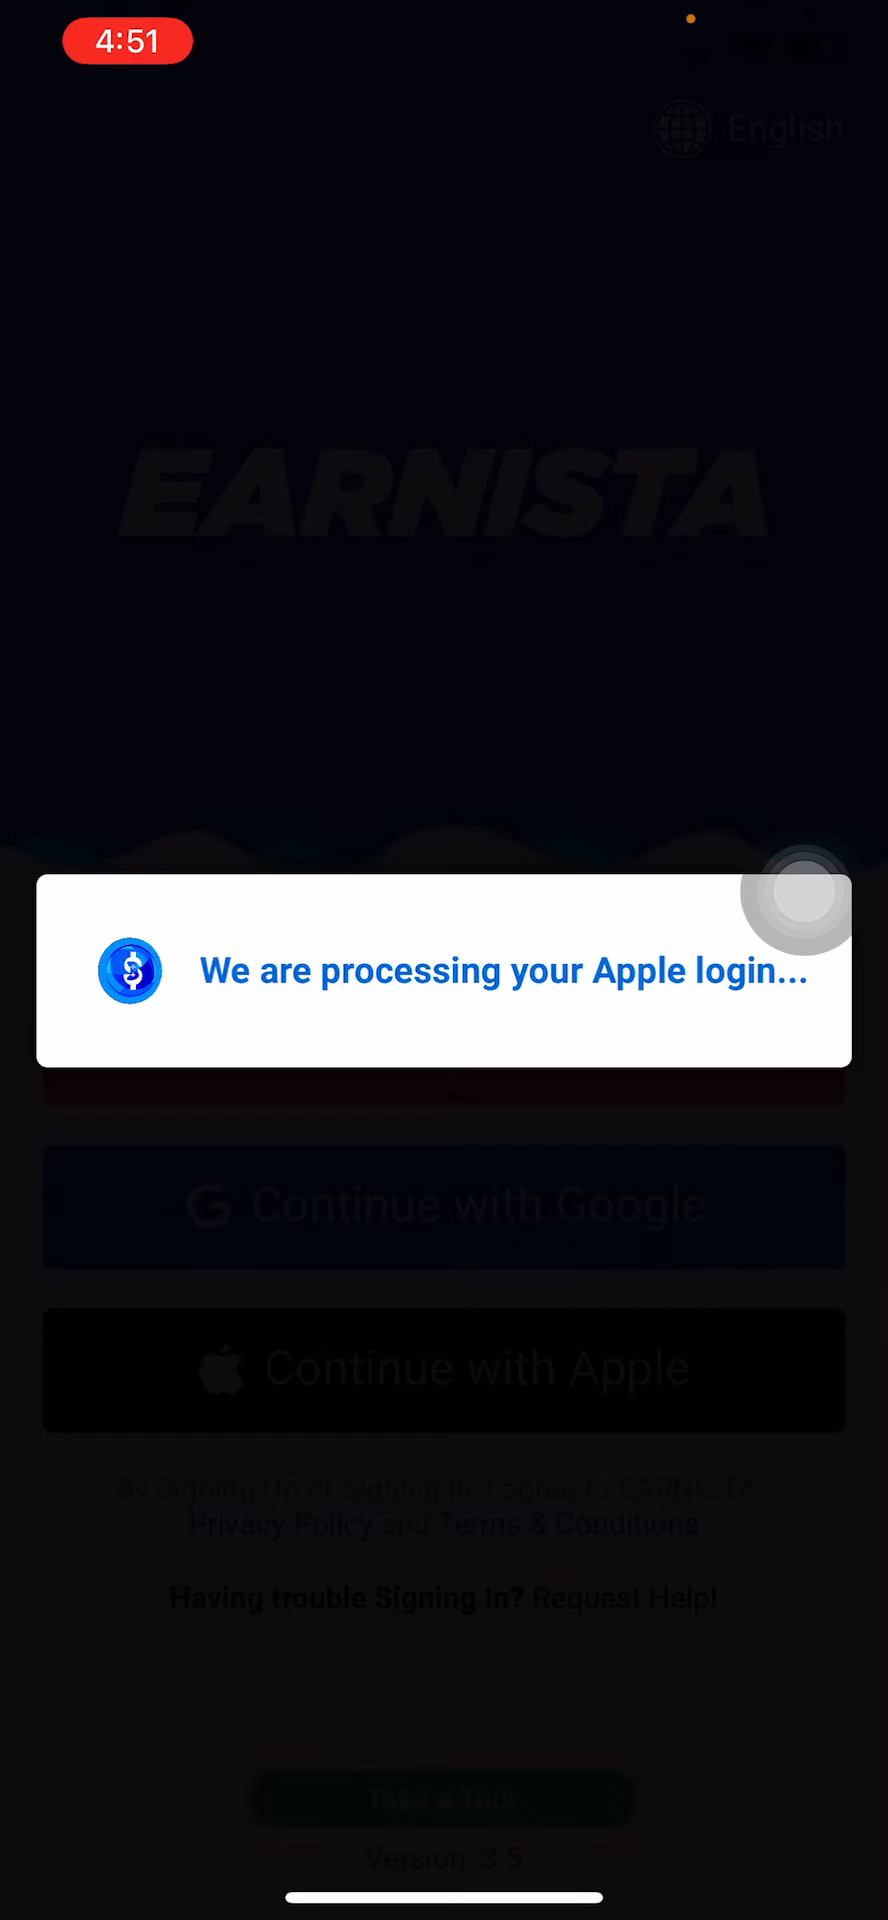 4:51
English
EARNISTA
We are processing your Apple login...
Continue with Google
Continue with Apple
By Signing Up or Signing In, I agree to EARNISTA
Privacy Policy and Terms & Conditions
Having trouble Signing In? Request Help!
Take a Tour
Version: 3.5